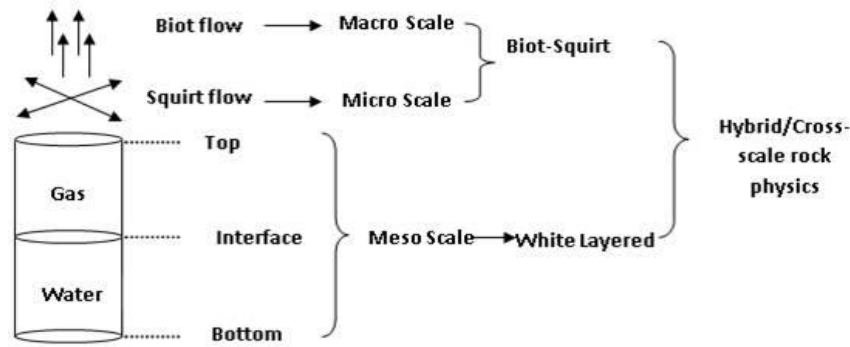 Biot flow Macro Scale
Biot-Squirt
Squirt flow Micro Scale
Top
Gas
Interface
Water
Bottom
Meso Scale
White Layered
Hybrid/Cross-
scale rock
physics